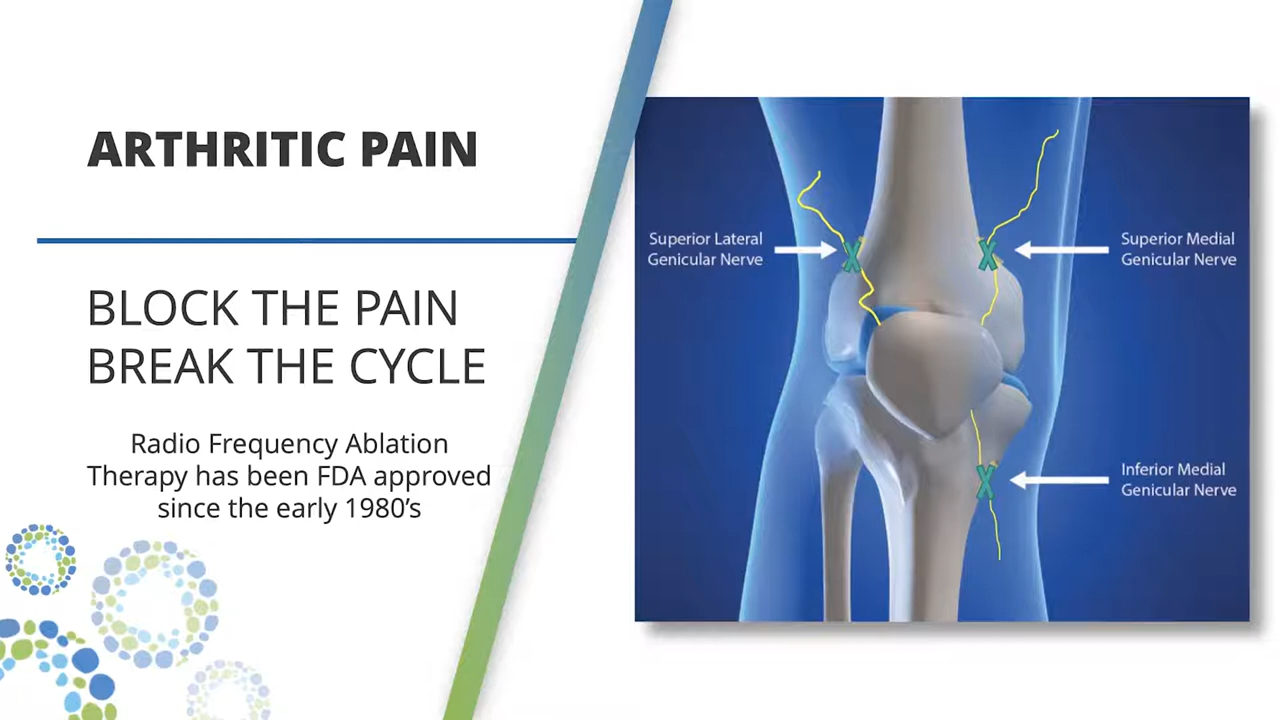 ARTHRITIC PAIN
BLOCK THE PAIN
BREAK THE CYCLE
Radio Frequency Ablation
Therapy has been FDA approved
since the early 1980’s
Superior Lateral
Genicular Nerve
Superior Medial
Genicular Nerve
Inferior Medial
Genicular Nerve